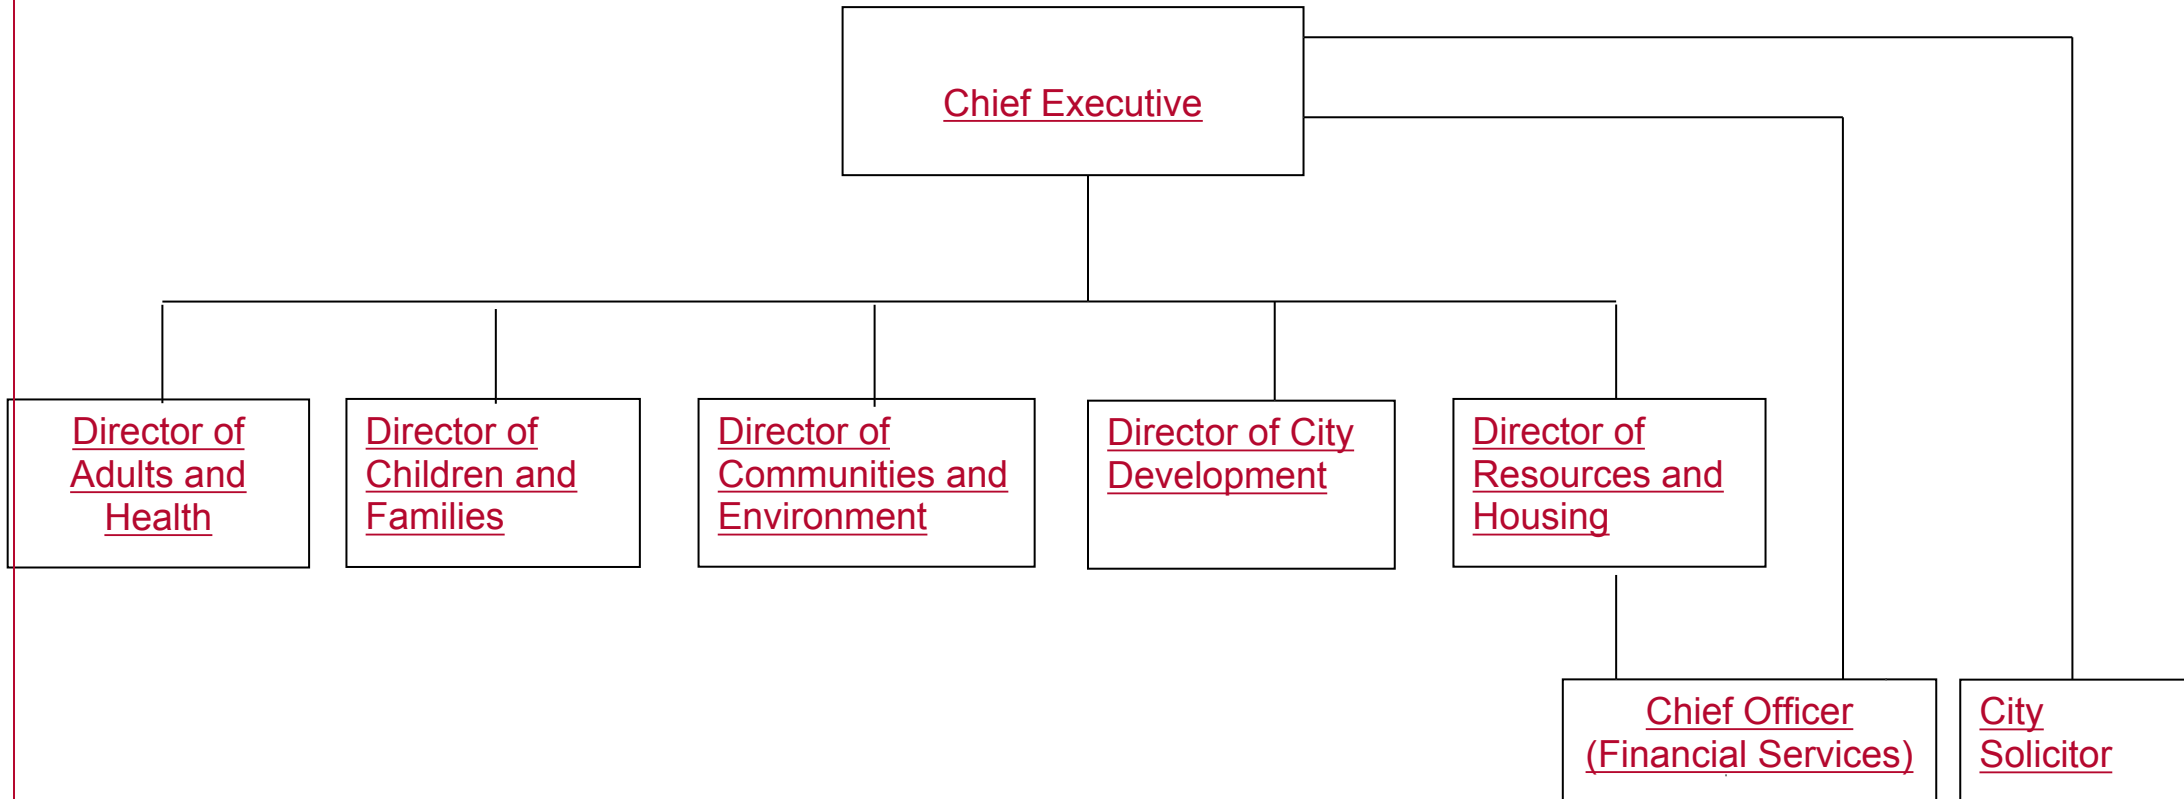 Chief Executive
Director of
Adults and
Health
Director of
Children and
Families
Director of
Communities and
Environment
Director of City
Development
Director of
Resources and
Housing
Chief Officer
(Financial Services)
City
Solicitor